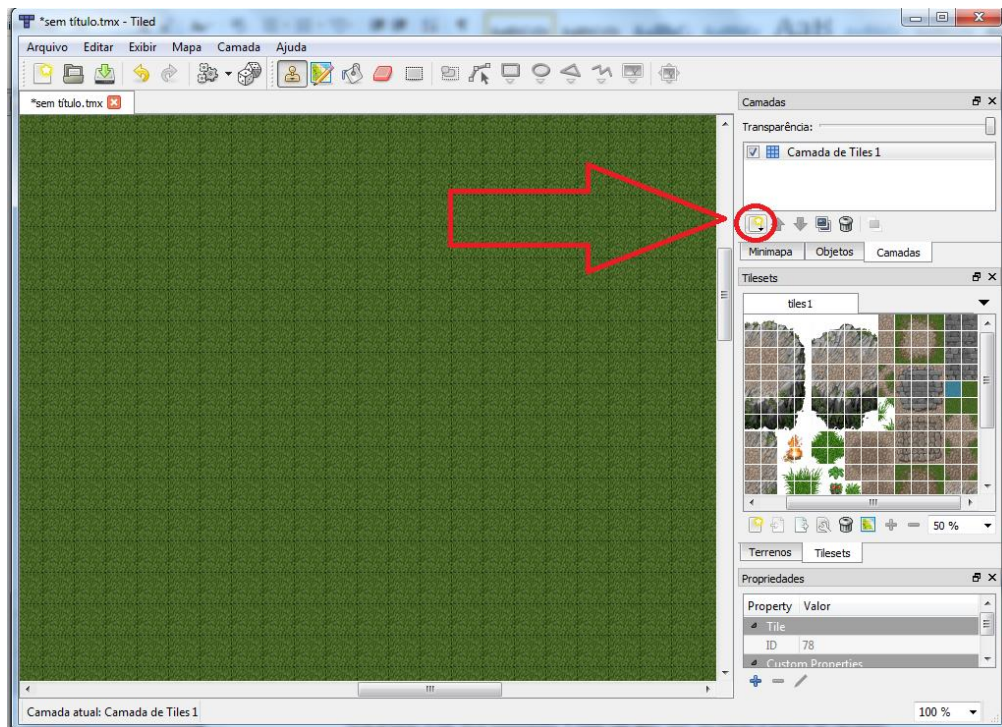 *sem título.tmx - Tiled
Arquivo Editar Exibir Mapa Camada Ajuda
*sem título.tmx
Camadas
Transparência:
Camada de Tiles 1
Minimapa Objetos Camadas
Tilesets
tiles1
50 %
Terrenos Tilesets
Propriedades
Property Valor
Tile
ID 78
Custom Properties
Camada atual: Camada de Tiles 1
100 %